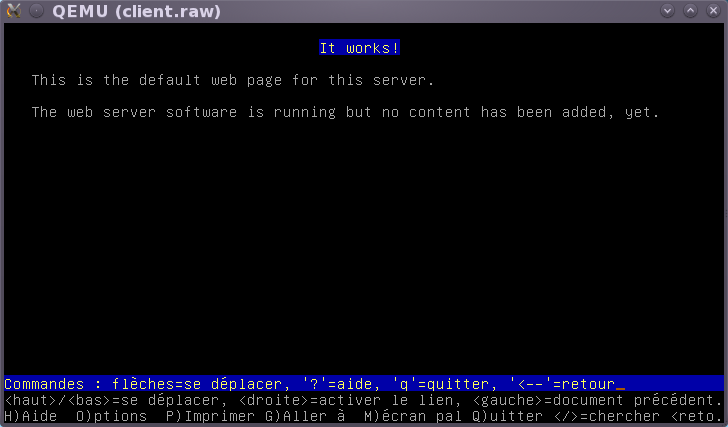 QEMU (client.raw)
It works!
This is the default web page for this server.
The web server software is running but no content has been added, yet.
Commandes : flèches=se déplacer, '?'=aide, 'q'=quitter, '<--'=retour_
<haut>/<bas>=se déplacer, <droite>=activer le lien, <gauche>=document précédent.
H)Aide  O)ptions  P)Imprimer G)Aller à  M)écran pal Q)uitter </>=chercher <reto.